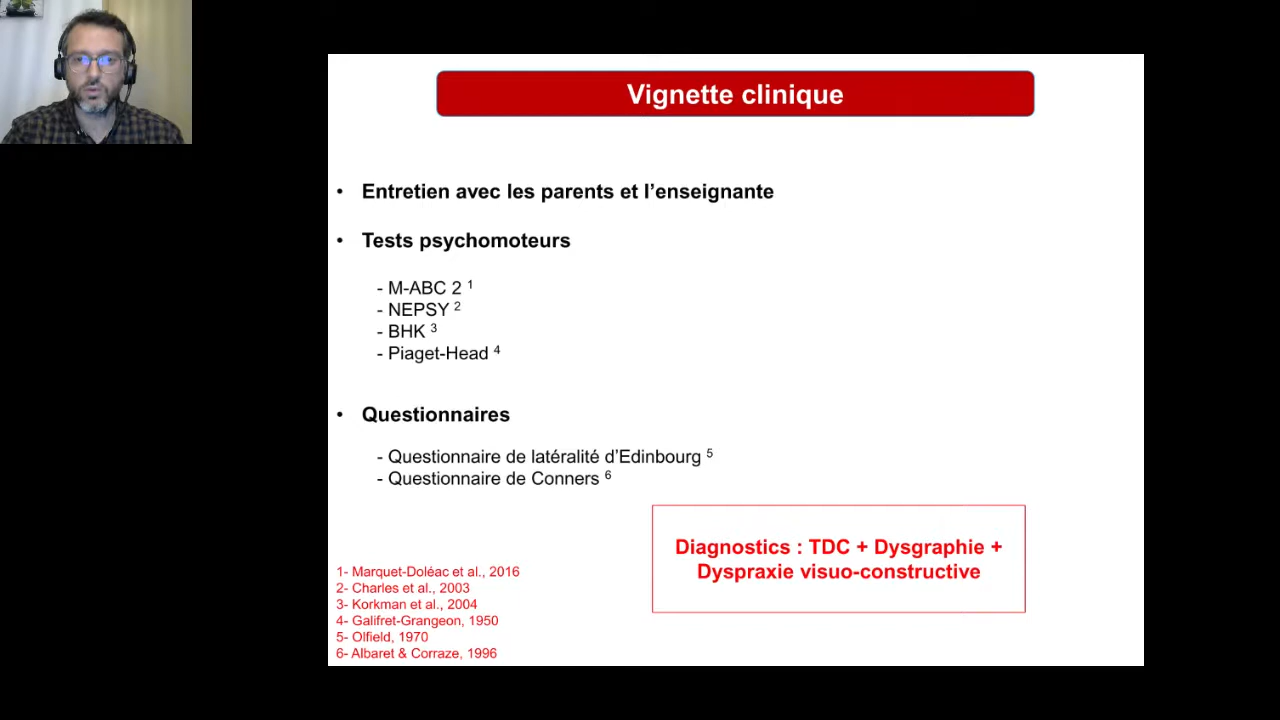 Vignette clinique
• Entretien avec les parents et l’enseignante
• Tests psychomoteurs
- M-ABC 2 ¹
- NEPSY ²
- BHK ³
- Piaget-Head ⁴
• Questionnaires
- Questionnaire de latéralité d’Edinbourg ⁵
- Questionnaire de Conners ⁶
Diagnostics : TDC + Dysgraphie +
Dyspraxie visuo-constructive
1- Marquet-Doléac et al., 2016
2- Charles et al., 2003
3- Korkman et al., 2004
4- Galifret-Grangeon, 1950
5- Olfield, 1970
6- Albaret & Corraze, 1996